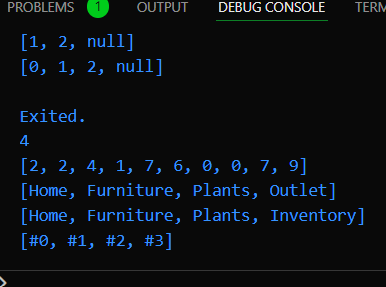 PROBLEMS 1 OUTPUT DEBUG CONSOLE TERM
[1, 2, null]
[0, 1, 2, null]
Exited.
4
[2, 2, 4, 1, 7, 6, 0, 0, 7, 9]
[Home, Furniture, Plants, Outlet]
[Home, Furniture, Plants, Inventory]
[#0, #1, #2, #3]